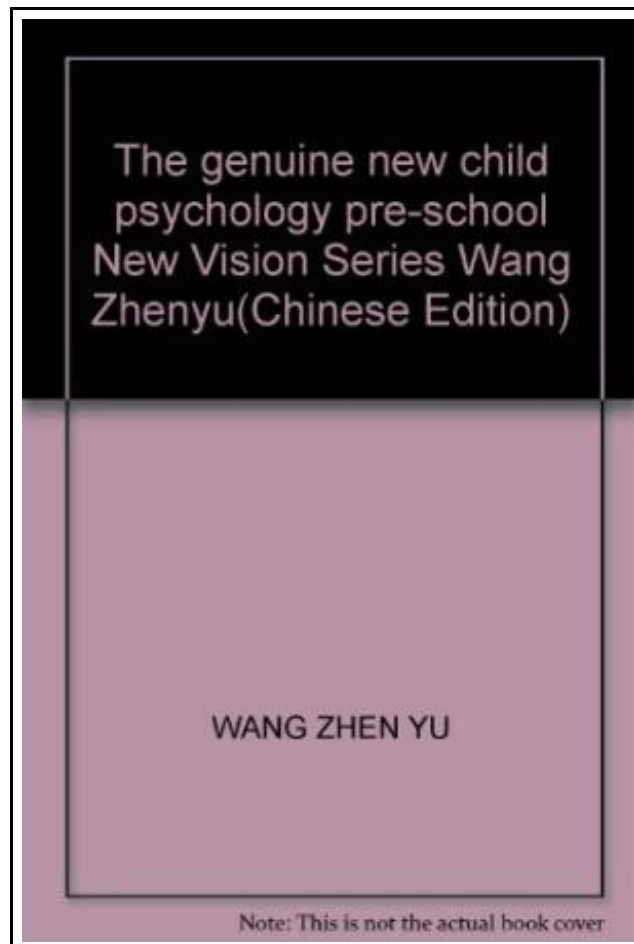 The genuine new child
psychology pre-school
New Vision Series Wang
Zhenyu(Chinese Edition)
WANG ZHEN YU
Note: This is not the actual book cover